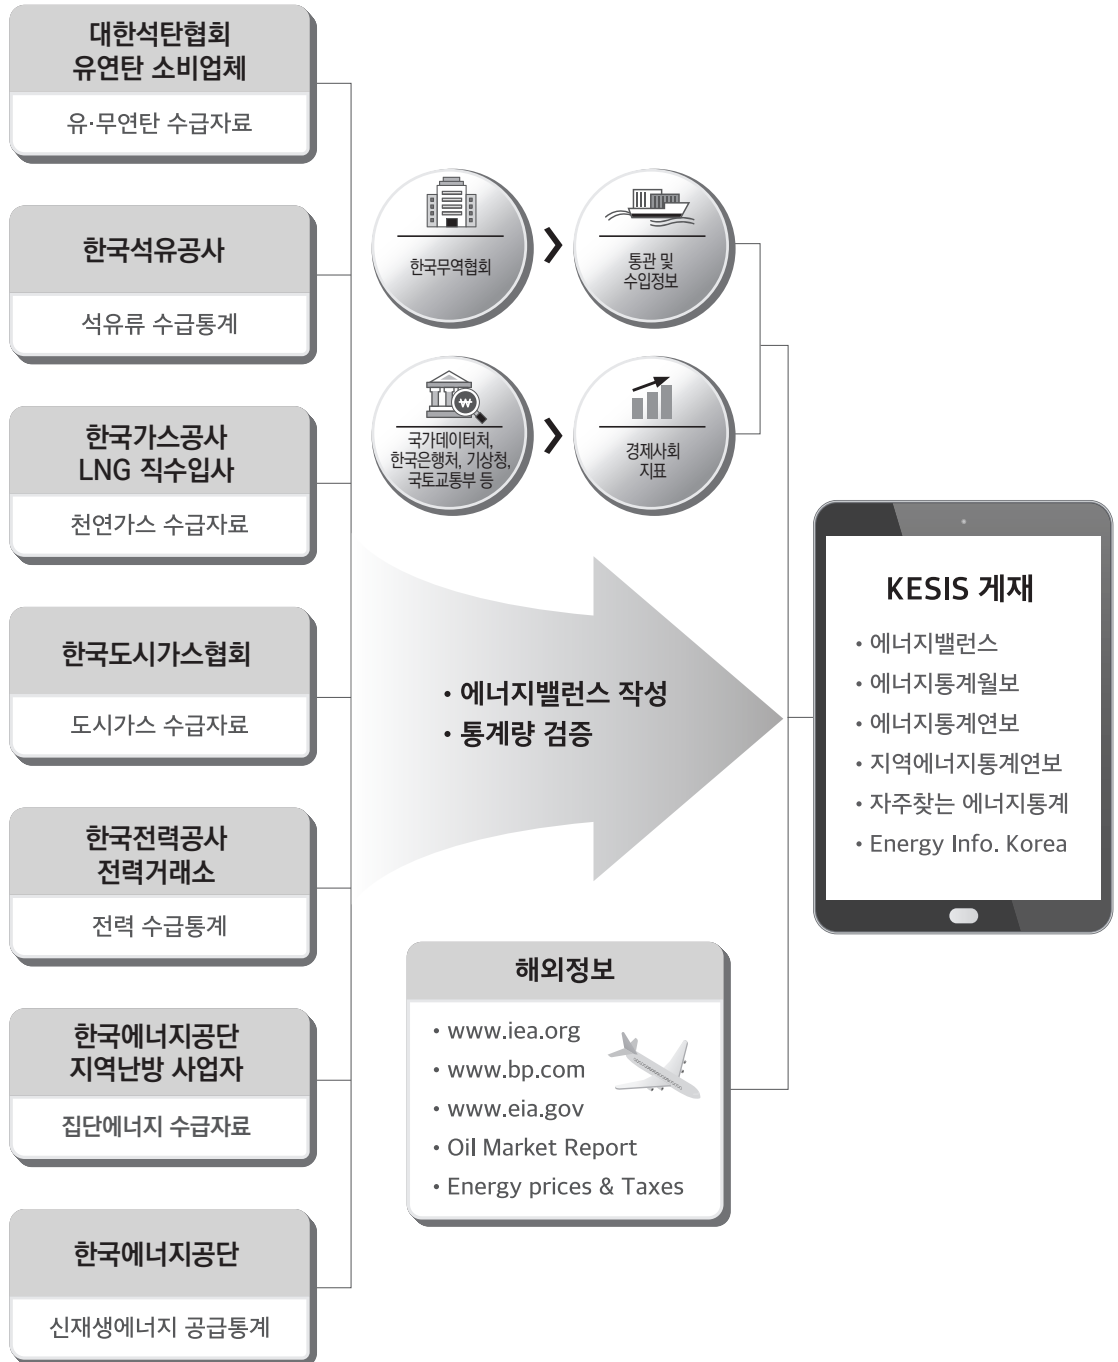 대한석탄협회
유연탄 소비업체
유·무연탄 수급자료
한국석유공사
석유류 수급통계
한국가스공사
LNG 직수입사
천연가스 수급자료
한국도시가스협회
도시가스 수급자료
한국전력공사
전력거래소
전력 수급통계
한국에너지공단
지역난방 사업자
집단에너지 수급자료
한국에너지공단
신재생에너지 공급통계
한국무역협회
통관 및
수입정보
국가데이터처,
한국은행처, 기상청,
국토교통부 등
경제사회
지표
• 에너지밸런스 작성
• 통계량 검증
해외정보
• www.iea.org
• www.bp.com
• www.eia.gov
• Oil Market Report
• Energy prices & Taxes
KESIS 게재
• 에너지밸런스
• 에너지통계월보
• 에너지통계연보
• 지역에너지통계연보
• 자주찾는 에너지통계
• Energy Info. Korea